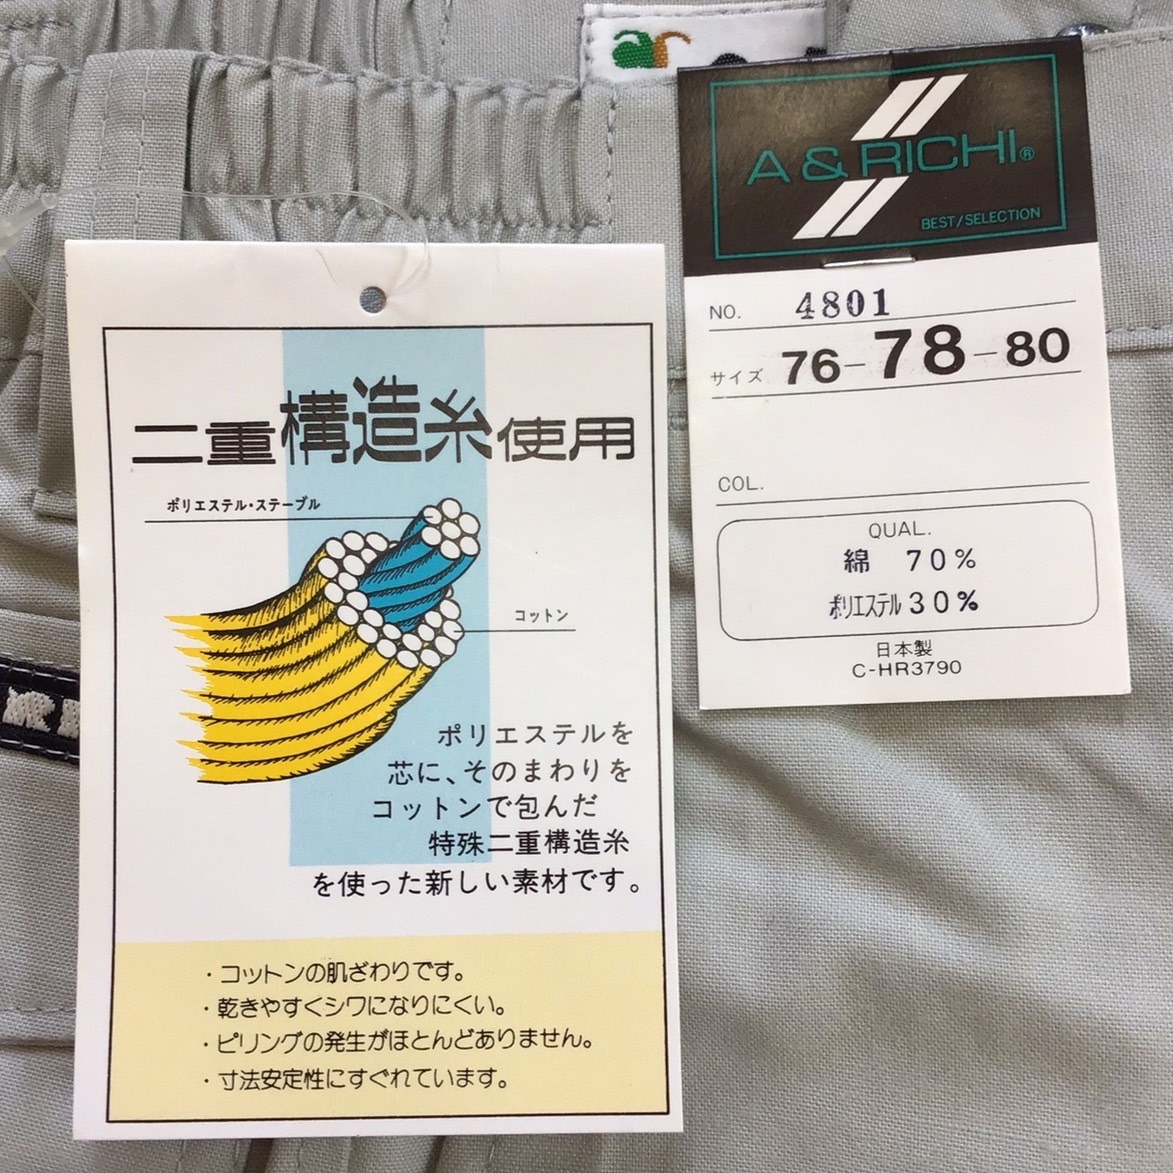 二重構造糸使用
ポリエステル・ステープル
コットン
ポリエステルを
芯に、そのまわりを
コットンで包んだ
特殊二重構造糸
を使った新しい素材です。
・コットンの肌ざわりです。
・乾きやすくシワになりにくい。
・ピリングの発生がほとんどありません。
・寸法安定性にすぐれています。
A & RICHI®
BEST/SELECTION
NO. 4801
サイズ 76-78-80
COL.
QUAL.
綿 70%
ポリエステル 30%
日本製
C-HR3790